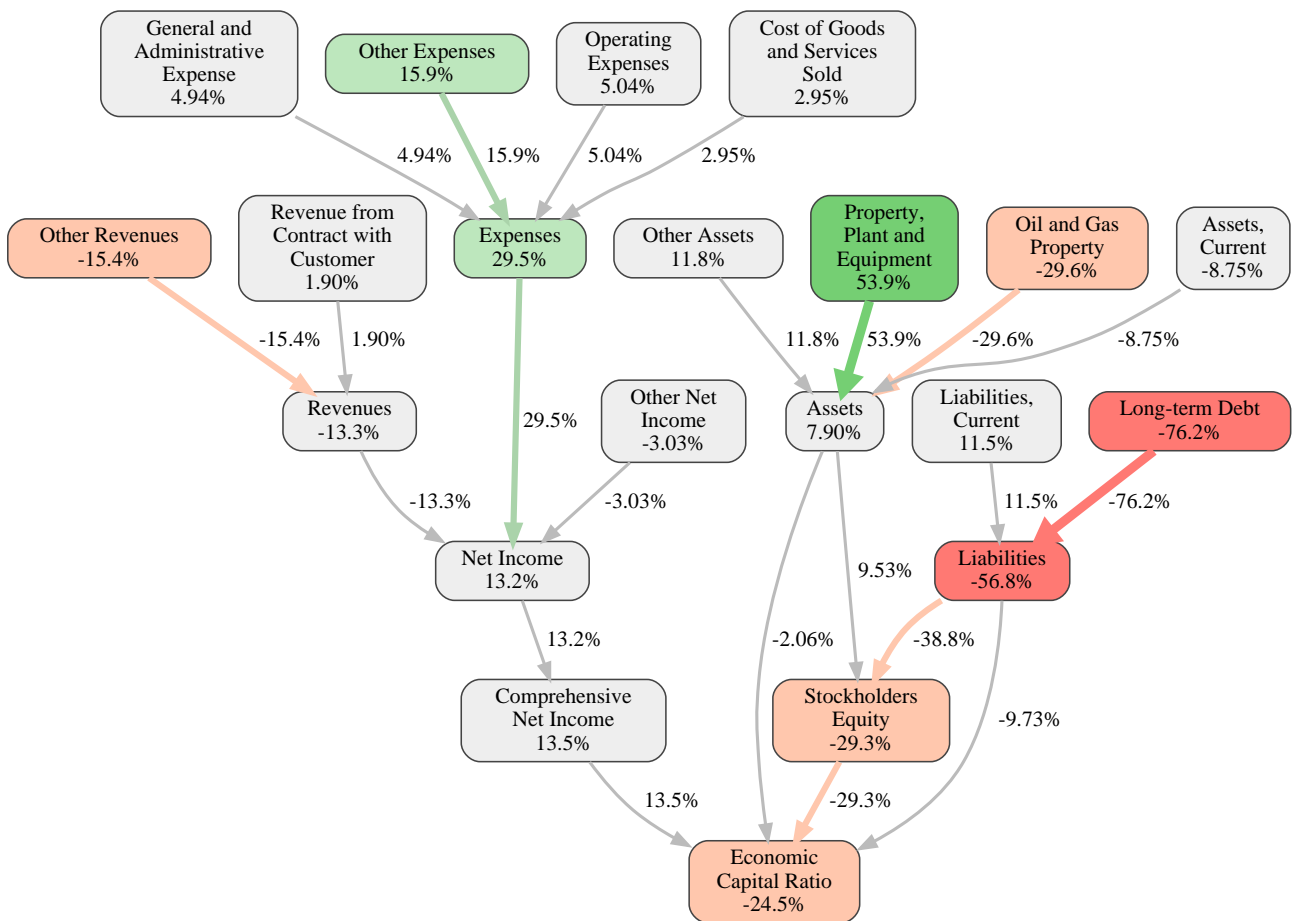 General and
Administrative
Expense
4.94%
Other Expenses
15.9%
Operating
Expenses
5.04%
Cost of Goods
and Services
Sold
2.95%
4.94%
15.9%
5.04%
2.95%
Other Revenues
-15.4%
Revenue from
Contract with
Customer
1.90%
Expenses
29.5%
Other Assets
11.8%
Property,
Plant and
Equipment
53.9%
Oil and Gas
Property
-29.6%
Assets,
Current
-8.75%
-15.4%
1.90%
11.8%
53.9%
-29.6%
-8.75%
Revenues
-13.3%
29.5%
Other Net
Income
-3.03%
Assets
7.90%
Liabilities,
Current
11.5%
Long-term Debt
-76.2%
-13.3%
-3.03%
11.5%
-76.2%
Net Income
13.2%
9.53%
Liabilities
-56.8%
13.2%
-2.06%
-38.8%
Comprehensive
Net Income
13.5%
Stockholders
Equity
-29.3%
-9.73%
13.5%
-29.3%
Economic
Capital Ratio
-24.5%